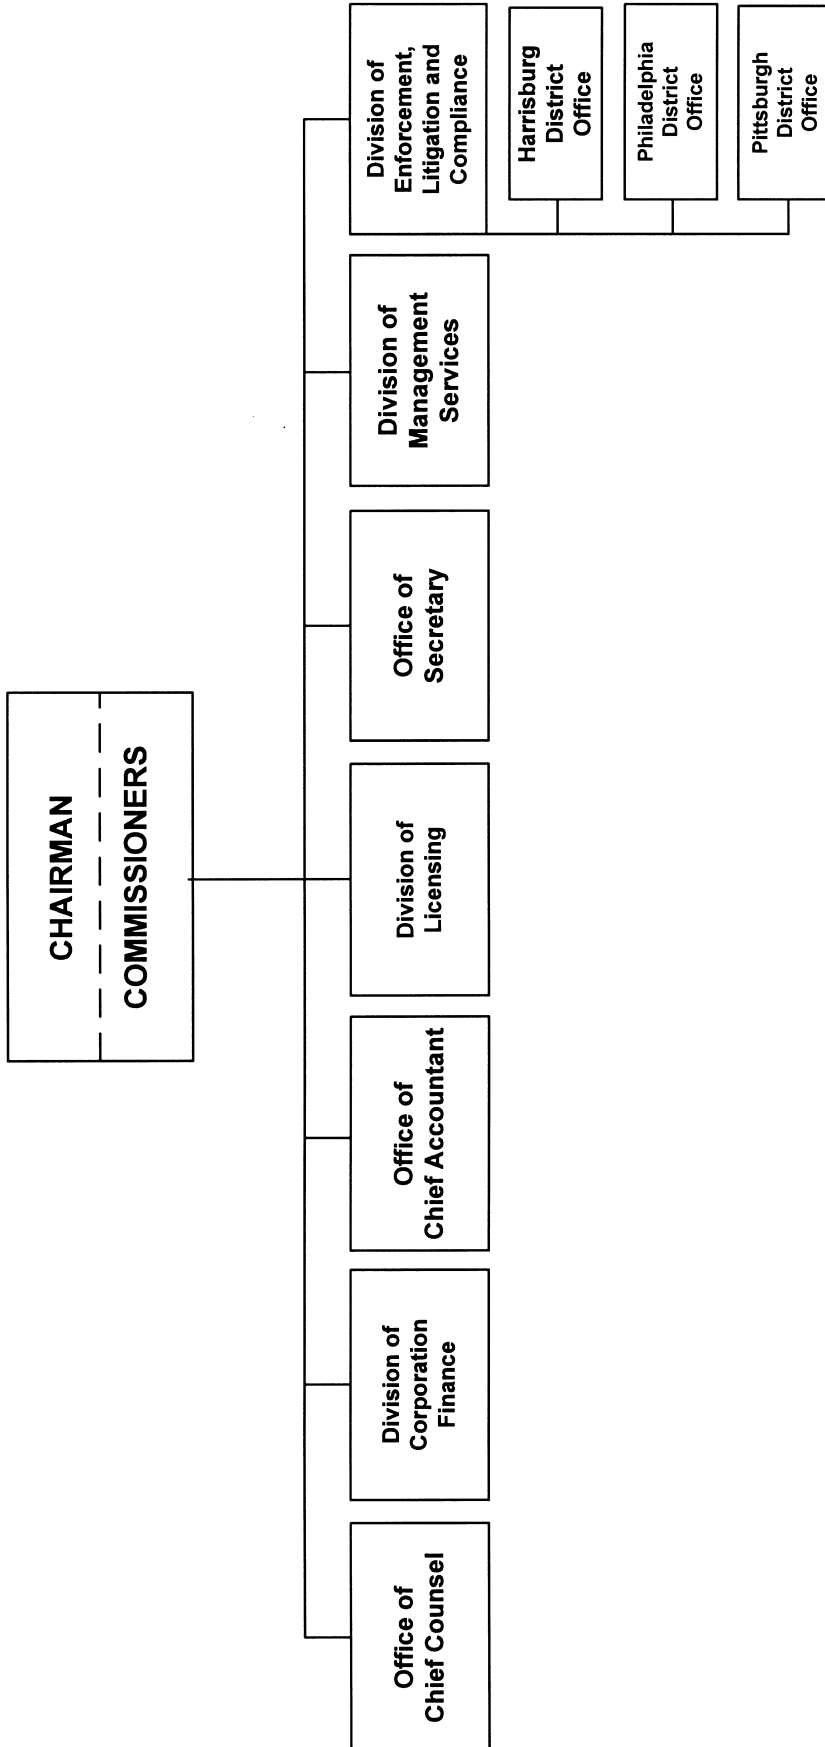 CHAIRMAN
COMMISSIONERS
Office of
Chief Counsel
Division of
Corporation
Finance
Office of
Chief Accountant
Division of
Licensing
Office of
Secretary
Division of
Management
Services
Division of
Enforcement,
Litigation and
Compliance
Harrisburg
District
Office
Philadelphia
District
Office
Pittsburgh
District
Office